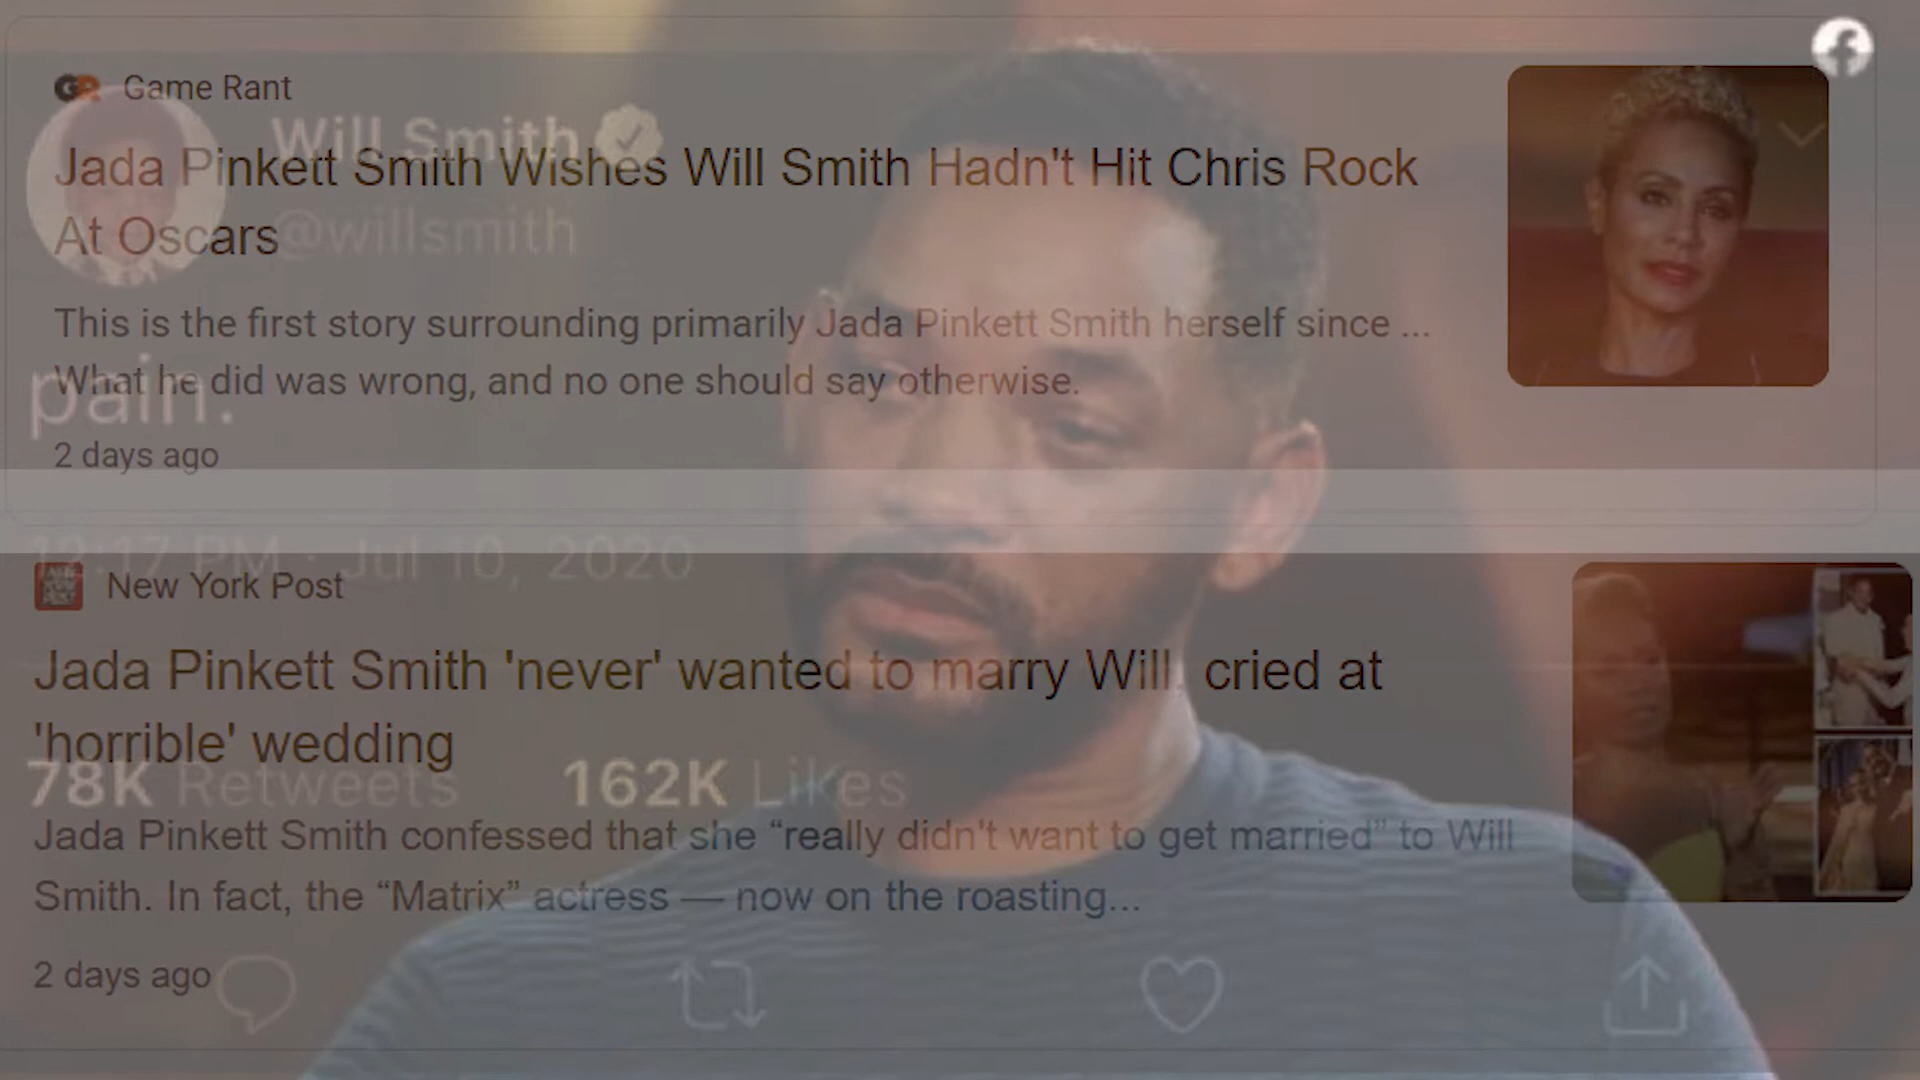 Game Rant
Will Smith
Jada Pinkett Smith Wishes Will Smith Hadn't Hit Chris Rock
At Oscars
@willsmith
This is the first story surrounding primarily Jada Pinkett Smith herself since ...
What he did was wrong, and no one should say otherwise.
pain.
2 days ago
12:17 PM · Jul 10, 2020
New York Post
Jada Pinkett Smith 'never' wanted to marry Will, cried at
'horrible' wedding
78K Retweets 162K Likes
Jada Pinkett Smith confessed that she “really didn't want to get married” to Will
Smith. In fact, the “Matrix” actress — now on the roasting...
2 days ago